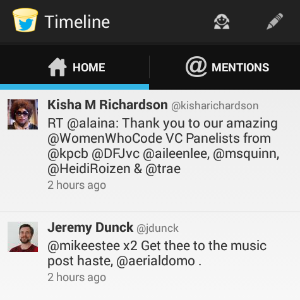 Timeline
HOME
@ MENTIONS
Kisha M Richardson @kisharichardson
RT @alaina: Thank you to our amazing
@WomenWhoCode VC Panelists from
@kpcb @DFJvc @aileenlee, @msquinn,
@HeidiRoizen & @trae
2 hours ago
Jeremy Dunck @jdunck
@mikeestee x2 Get thee to the music
post haste, @aerialdomo .
2 hours ago